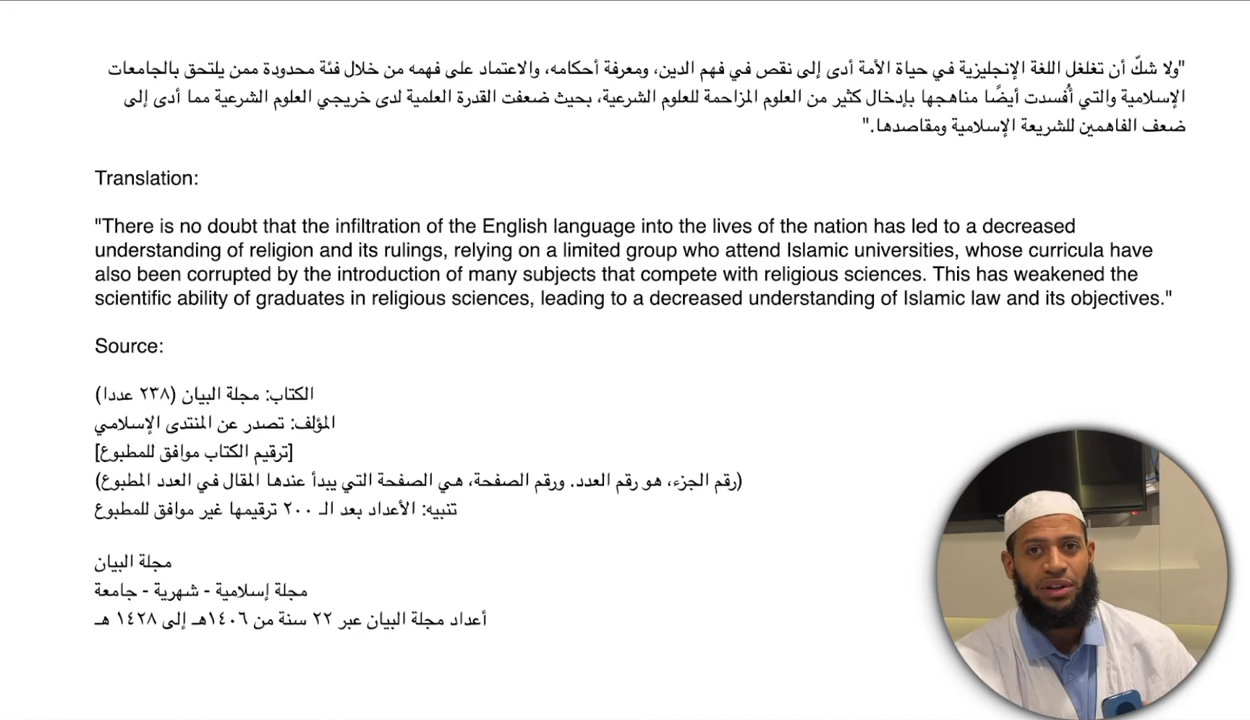 "ولا شكّ أن تغلغل اللغة الإنجليزية في حياة الأمة أدى إلى نقص في فهم الدين، ومعرفة أحكامه، والاعتماد على فهمه من خلال فئة محدودة ممن يلتحق بالجامعات
الإسلامية والتي أُفسدت أيضًا مناهجها بإدخال كثير من العلوم المزاحمة للعلوم الشرعية، بحيث ضعفت القدرة العلمية لدى خريجي العلوم الشرعية مما أدى إلى
ضعف الفاهمين للشريعة الإسلامية ومقاصدها."
Translation:
"There is no doubt that the infiltration of the English language into the lives of the nation has led to a decreased
understanding of religion and its rulings, relying on a limited group who attend Islamic universities, whose curricula have
also been corrupted by the introduction of many subjects that compete with religious sciences. This has weakened the
scientific ability of graduates in religious sciences, leading to a decreased understanding of Islamic law and its objectives."
Source:
الكتاب: مجلة البيان (٢٣٨ عددا)
المؤلف: تصدر عن المنتدى الإسلامي
[ترقيم الكتاب موافق للمطبوع]
(رقم الجزء، هو رقم العدد. ورقم الصفحة، هي الصفحة التي يبدأ عندها المقال في العدد المطبوع)
تنبيه: الأعداد بعد الـ ٢٠٠ ترقيمها غير موافق للمطبوع
مجلة البيان
مجلة إسلامية - شهرية - جامعة
أعداد مجلة البيان عبر ٢٢ سنة من ١٤٠٦هـ إلى ١٤٢٨ هـ